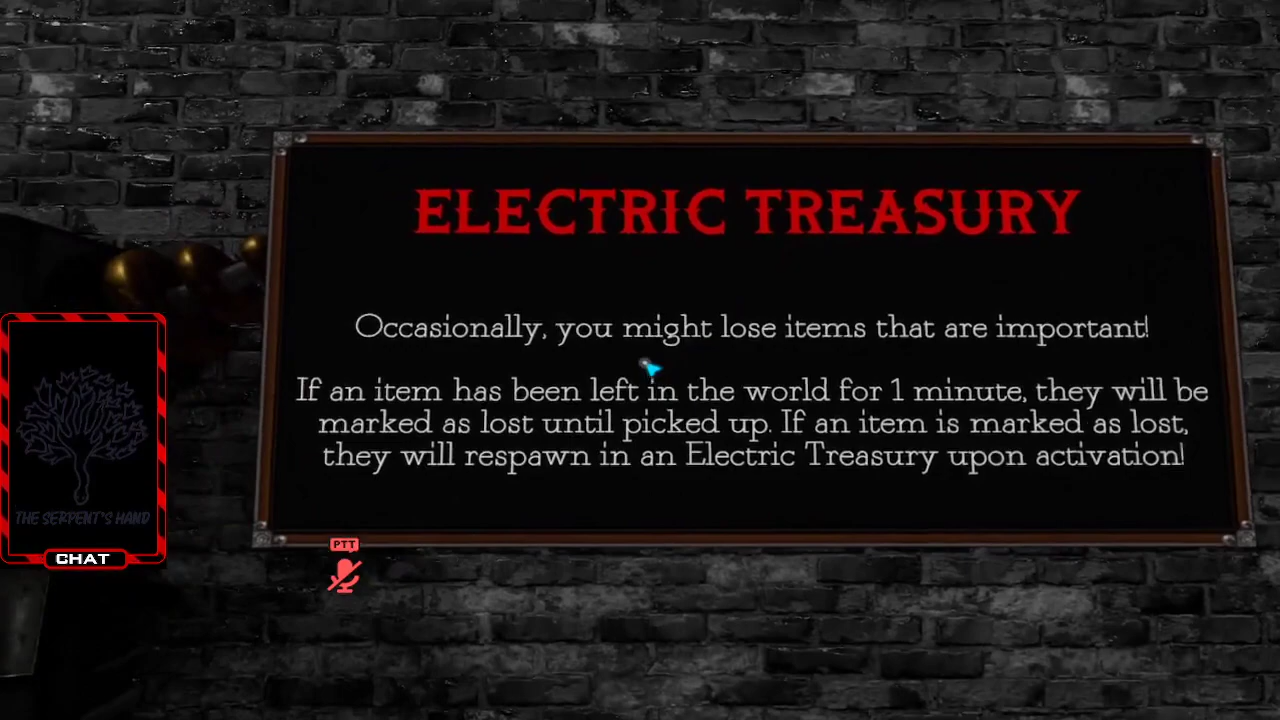 ELECTRIC TREASURY
Occasionally, you might lose items that are important!
If an item has been left in the world for 1 minute, they will be
marked as lost until picked up. If an item is marked as lost,
they will respawn in an Electric Treasury upon activation!
THE SERPENT'S HAND
CHAT
PTT